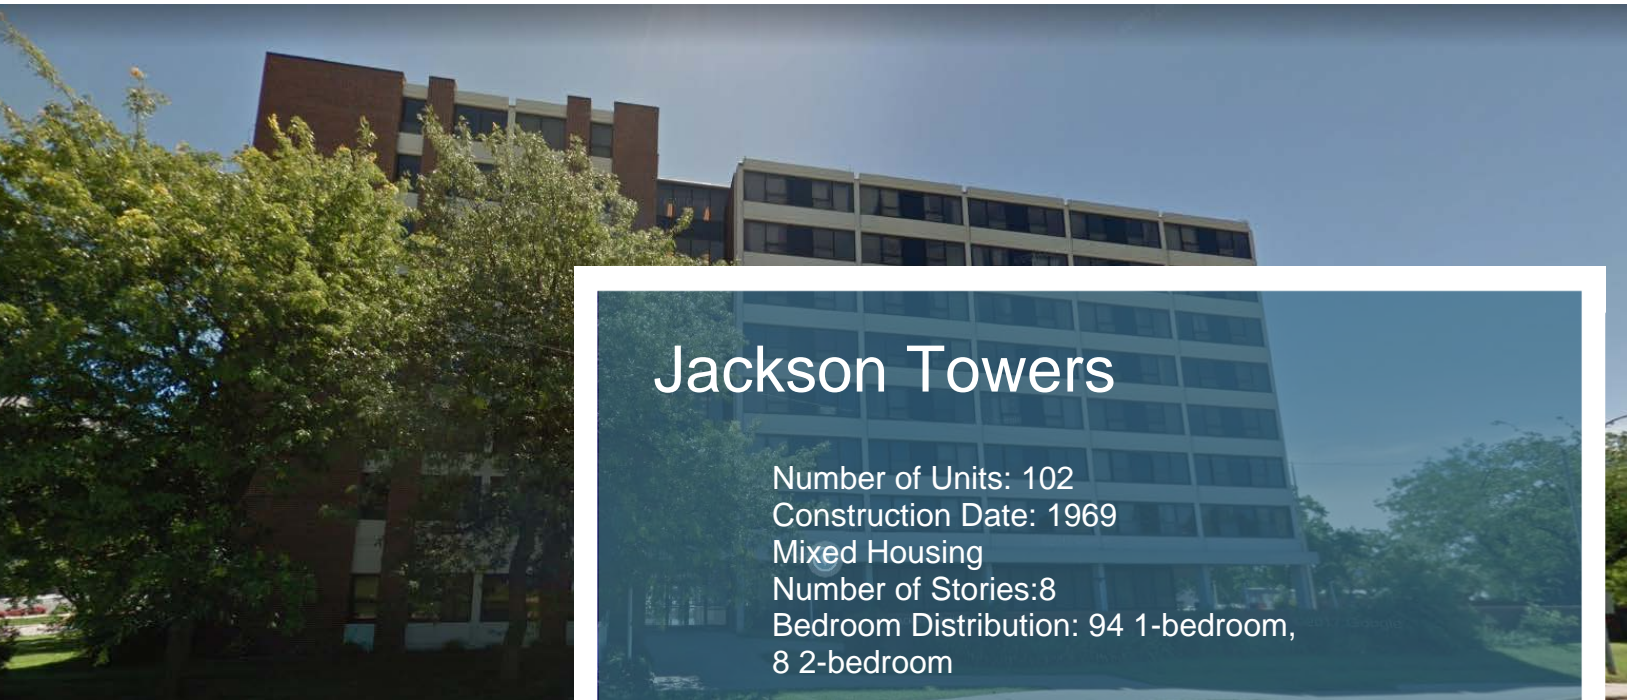 Jackson Towers
Number of Units: 102
Construction Date: 1969
Mixed Housing
Number of Stories:8
Bedroom Distribution: 94 1-bedroom,
8 2-bedroom